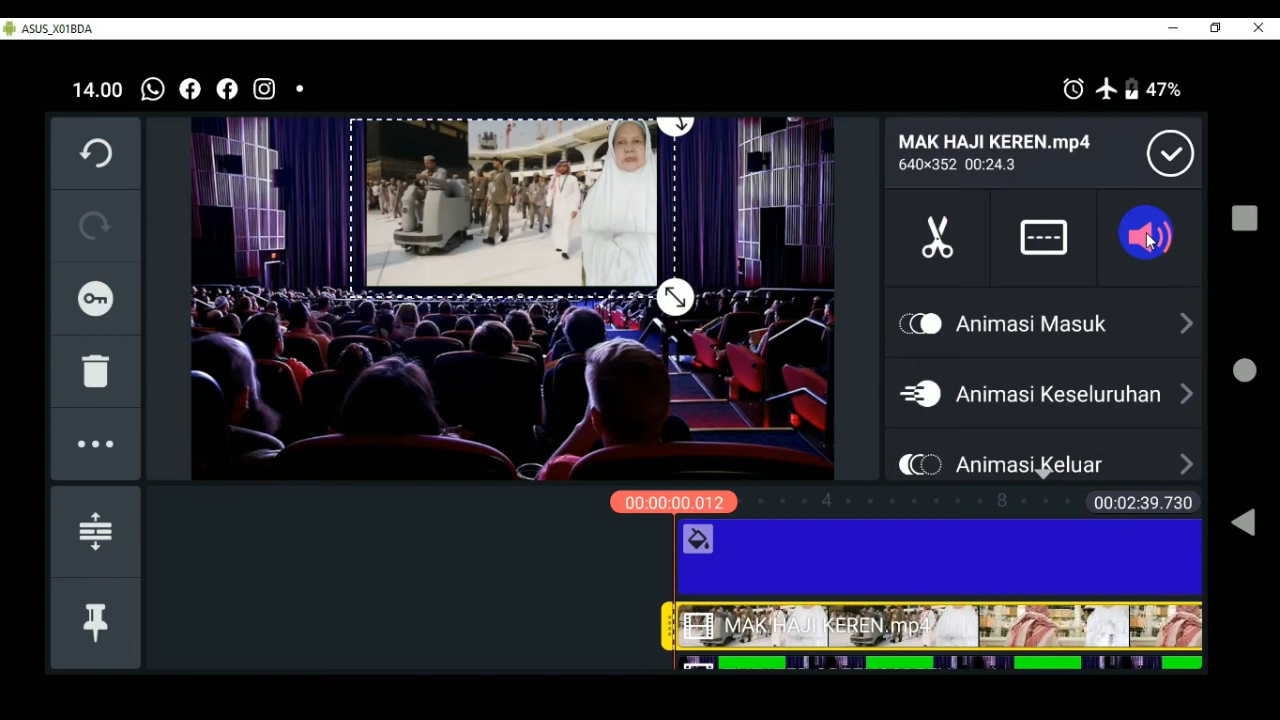 ASUS_X01BDA
14.00
47%
MAK HAJI KEREN.mp4
640×352 00:24.3
Animasi Masuk
Animasi Keseluruhan
Animasi Keluar
00:00:00.012
4
8
00:02:39.730
MAK HAJI KEREN.mp4